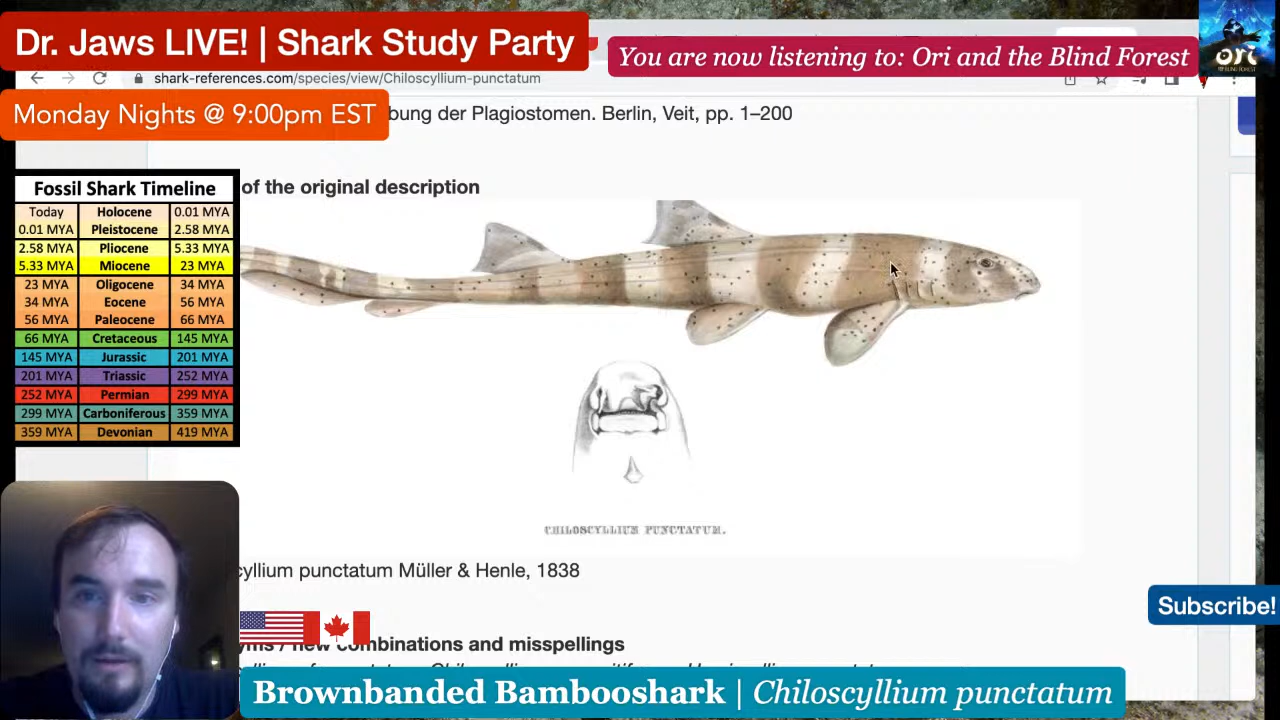 Dr. Jaws LIVE! | Shark Study Party
You are now listening to: Ori and the Blind Forest
ori
shark-references.com/species/view/Chiloscyllium-punctatum
Monday Nights @ 9:00pm EST
bung der Plagiostomen. Berlin, Veit, pp. 1–200
of the original description
Fossil Shark Timeline
Today Holocene 0.01 MYA
0.01 MYA Pleistocene 2.58 MYA
2.58 MYA Pliocene 5.33 MYA
5.33 MYA Miocene 23 MYA
23 MYA Oligocene 34 MYA
34 MYA Eocene 56 MYA
56 MYA Paleocene 66 MYA
66 MYA Cretaceous 145 MYA
145 MYA Jurassic 201 MYA
201 MYA Triassic 252 MYA
252 MYA Permian 299 MYA
299 MYA Carboniferous 359 MYA
359 MYA Devonian 419 MYA
CHILOSCYLLIUM PUNCTATUM.
cyllium punctatum Müller & Henle, 1838
Subscribe!
combinations and misspellings
Brownbanded Bambooshark | Chiloscyllium punctatum